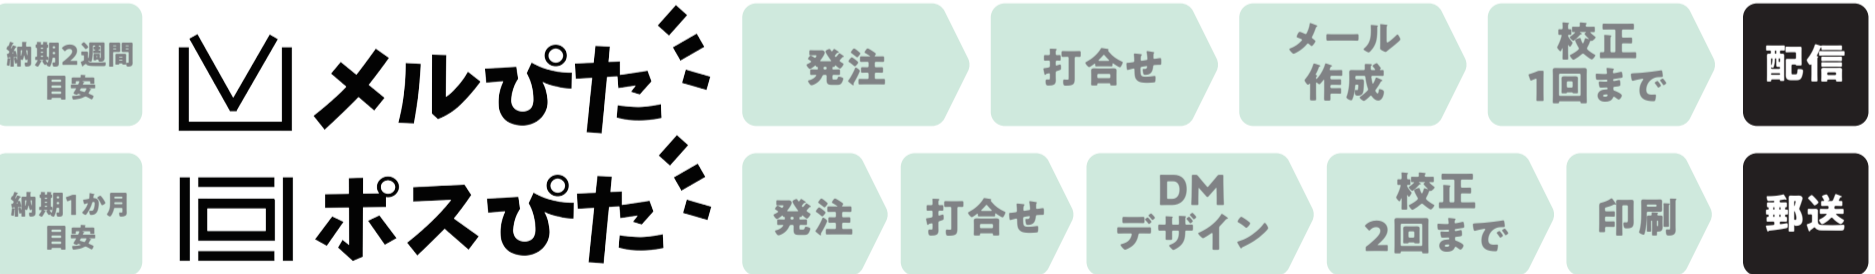 納期2週間
目安
メルぴた
発注
打合せ
メール
作成
校正
1回まで
配信
納期1か月
目安
ポスぴた
発注
打合せ
DM
デザイン
校正
2回まで
印刷
郵送